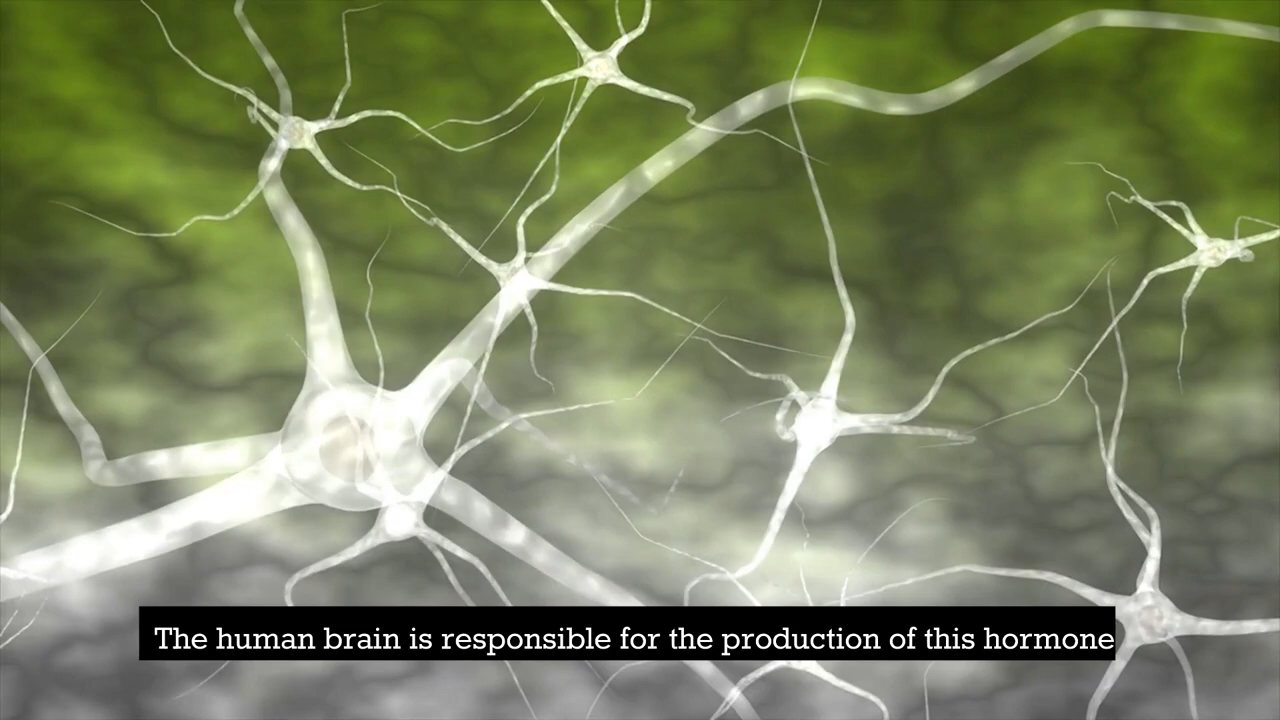 The human brain is responsible for the production of this hormone